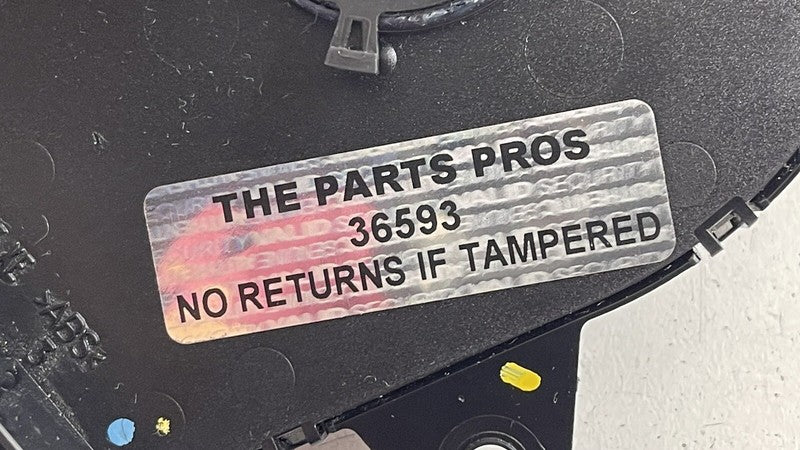 THE PARTS PROS
36593
NO RETURNS IF TAMPERED